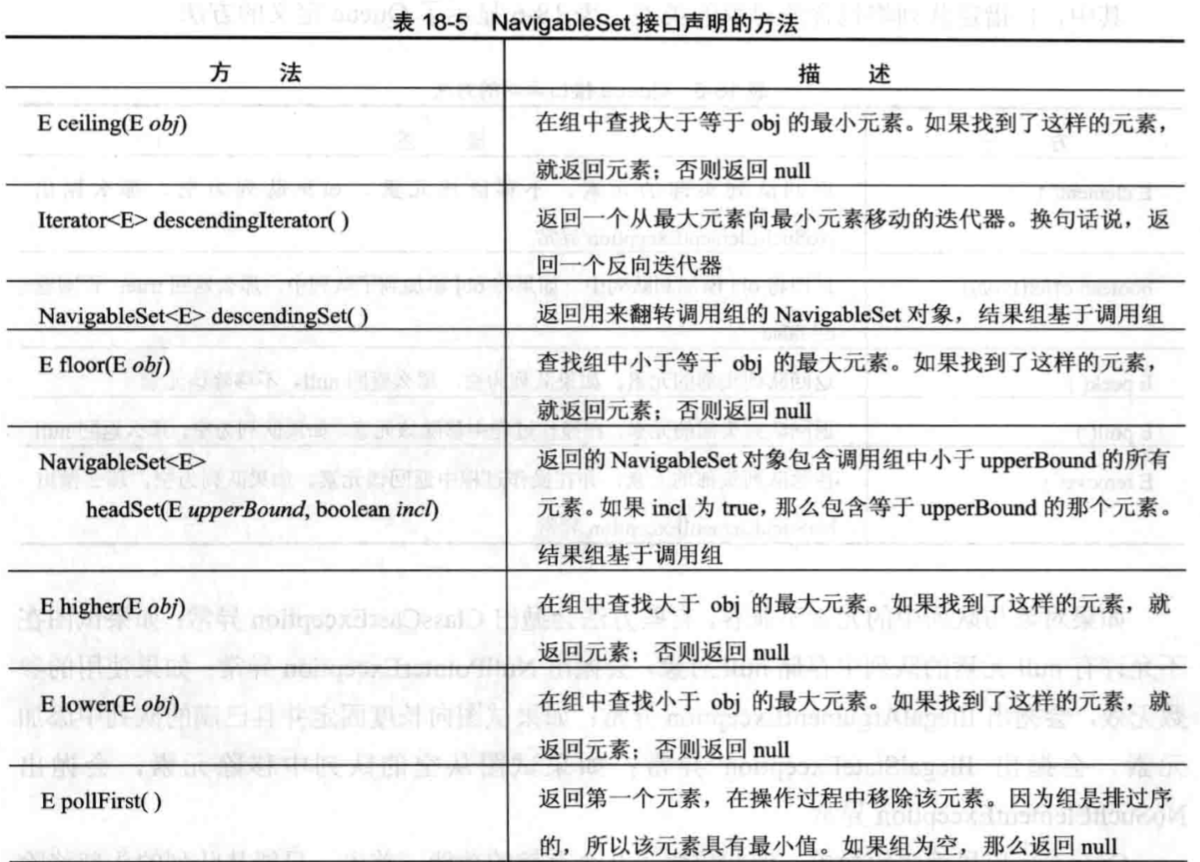 表 18-5 NavigableSet 接口声明的方法
方 法 描 述
E ceiling(E obj) 在组中查找大于等于 obj 的最小元素。如果找到了这样的元素，
就返回元素；否则返回 null
Iterator<E> descendingIterator( ) 返回一个从最大元素向最小元素移动的迭代器。换句话说，返
回一个反向迭代器
NavigableSet<E> descendingSet( ) 返回用来翻转调用组的 NavigableSet 对象，结果组基于调用组
E floor(E obj) 查找组中小于等于 obj 的最大元素。如果找到了这样的元素，
就返回元素；否则返回 null
NavigableSet<E> 返回的 NavigableSet 对象包含调用组中小于 upperBound 的所有
headSet(E upperBound, boolean incl) 元素。如果 incl 为 true，那么包含等于 upperBound 的那个元素。
结果组基于调用组
E higher(E obj) 在组中查找大于 obj 的最大元素。如果找到了这样的元素，就
返回元素；否则返回 null
E lower(E obj) 在组中查找小于 obj 的最大元素。如果找到了这样的元素，就
返回元素；否则返回 null
E pollFirst( ) 返回第一个元素，在操作过程中移除该元素。因为组是排过序
的，所以该元素具有最小值。如果组为空，那么返回 null